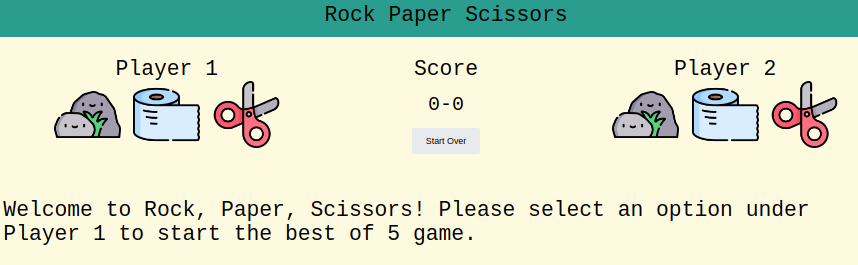 Rock Paper Scissors
Player 1
Score
Player 2
0-0
Start Over
Welcome to Rock, Paper, Scissors! Please select an option under
Player 1 to start the best of 5 game.